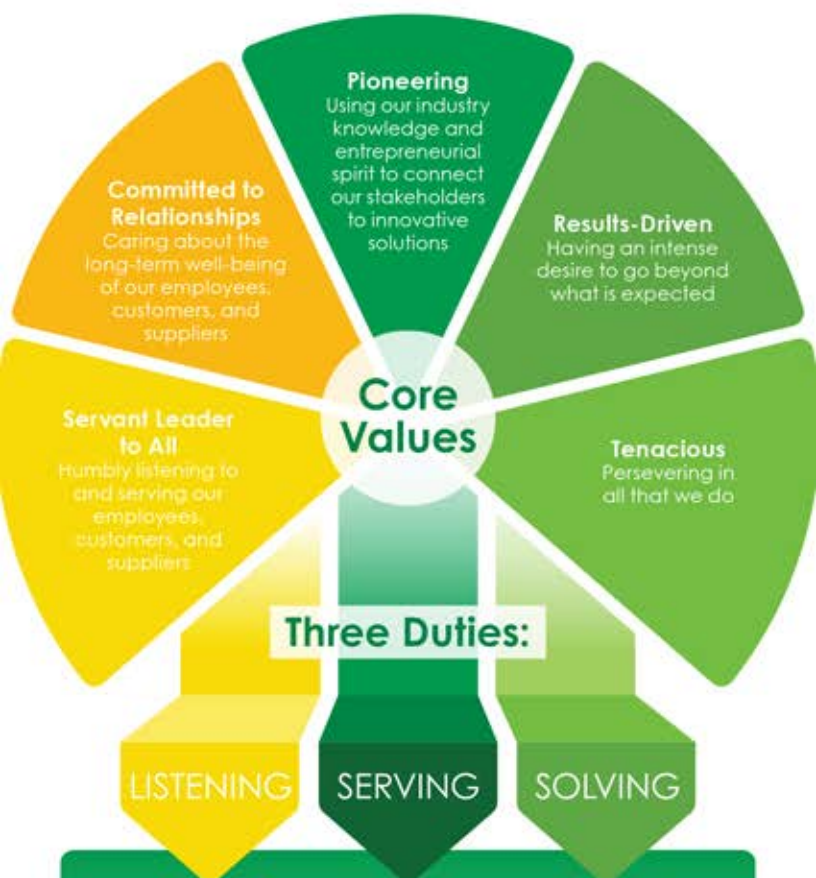 Pioneering
Using our industry
knowledge and
entrepreneurial
spirit to connect
our stakeholders
to innovative
solutions
Committed to
Relationships
Caring about the
long-term well-being
of our employees,
customers, and
suppliers
Results-Driven
Having an intense
desire to go beyond
what is expected
Servant Leader
to All
Humbly listening to
and serving our
employees,
customers, and
suppliers
Core
Values
Tenacious
Persevering in
all that we do
Three Duties:
LISTENING
SERVING
SOLVING